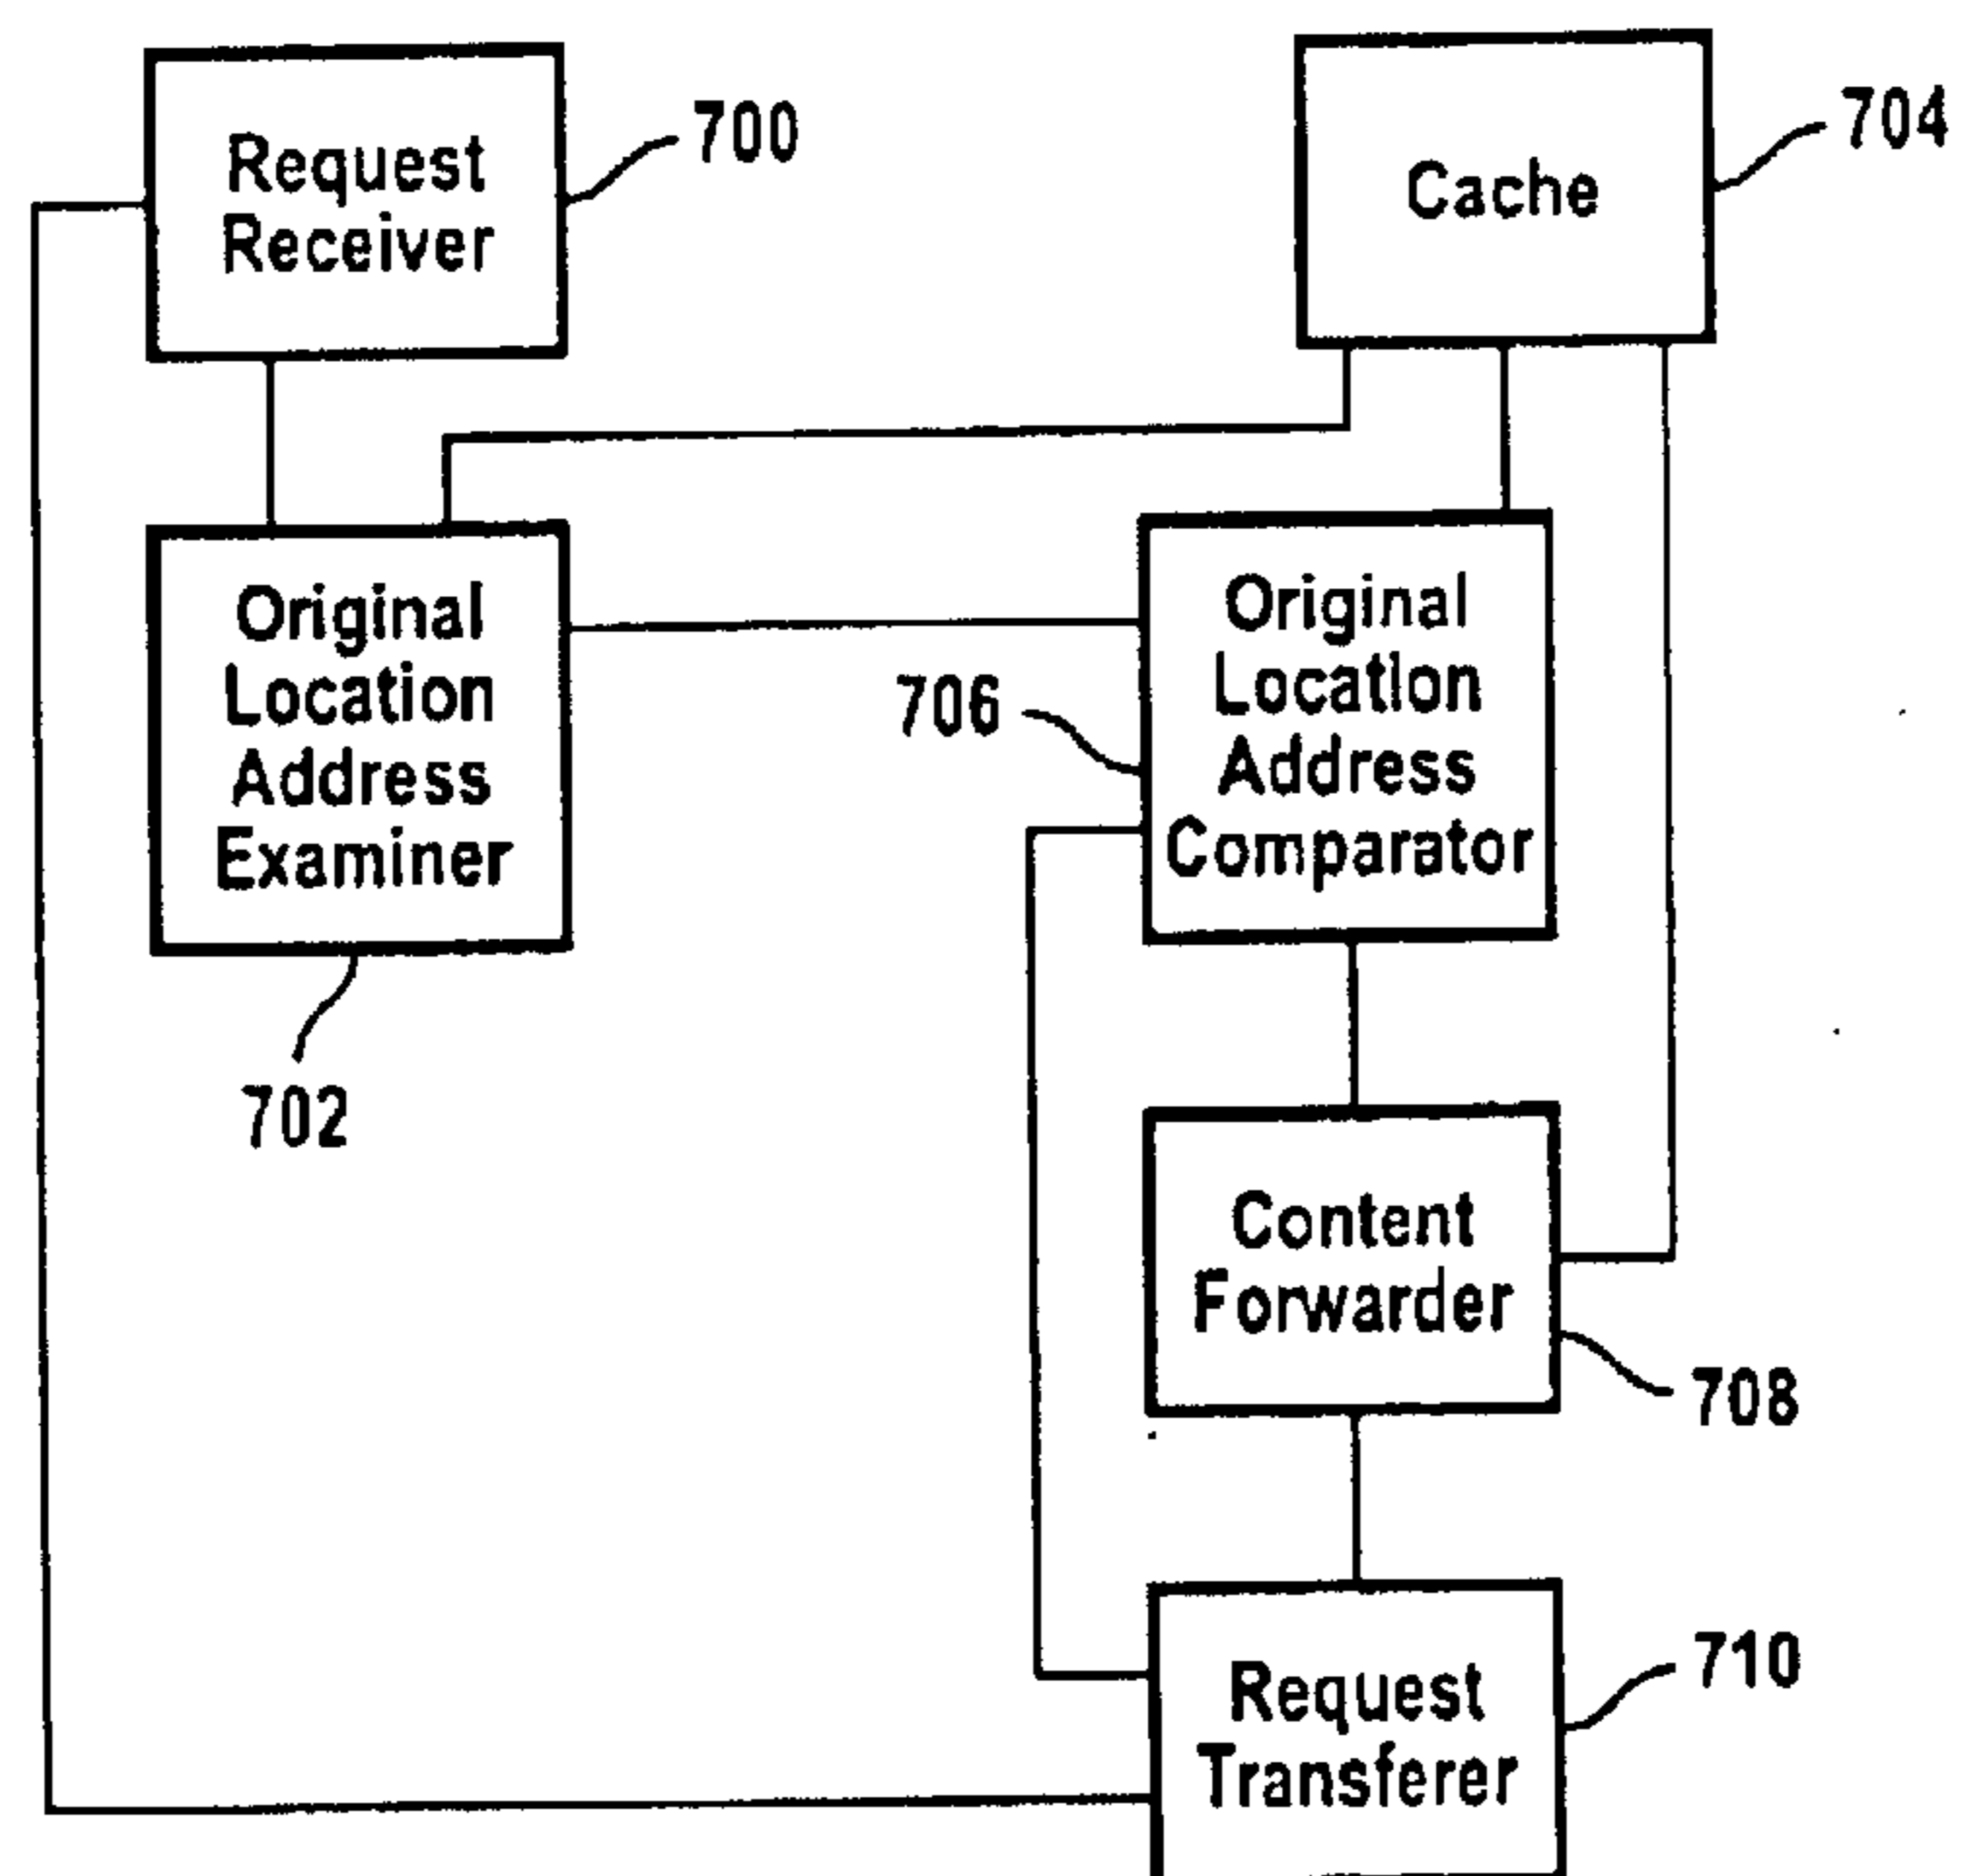 Request
Receiver
700
Cache
704
Original
Location
Address
Examiner
702
Original
Location
Address
Comparator
706
Content
Forwarder
708
Request
Transferer
710